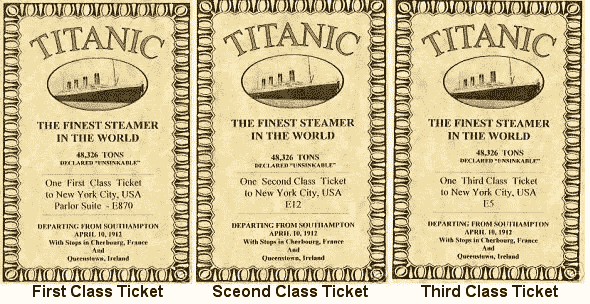 TITANIC
THE FINEST STEAMER
IN THE WORLD
48,326 TONS
DECLARED "UNSINKABLE"
One First Class Ticket
to New York City, USA
Parlor Suite - E870
DEPARTING FROM SOUTHAMPTON
APRIL 10, 1912
With Stops in Cherbourg, France
And
Queenstown, Ireland
First Class Ticket
TITANIC
THE FINEST STEAMER
IN THE WORLD
48,326 TONS
DECLARED "UNSINKABLE"
One Second Class Ticket
to New York City, USA
E12
DEPARTING FROM SOUTHAMPTON
APRIL 10, 1912
With Stops in Cherbourg, France
And
Queenstown, Ireland
Sceond Class Ticket
TITANIC
THE FINEST STEAMER
IN THE WORLD
48,326 TONS
DECLARED "UNSINKABLE"
One Third Class Ticket
to New York City, USA
E5
DEPARTING FROM SOUTHAMPTON
APRIL 10, 1912
With Stops in Cherbourg, France
And
Queenstown, Ireland
Third Class Ticket